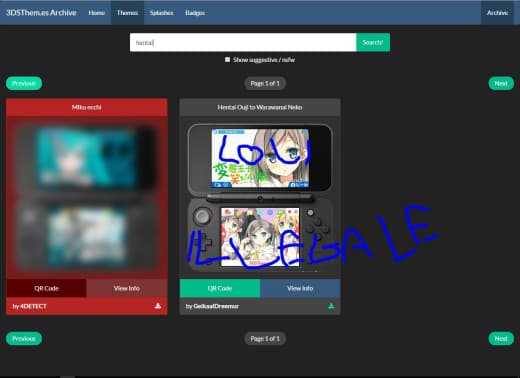 3DSThem.es Archive Home Themes Splashes Badges Archive
hentai Search!
Show suggestive / nsfw
Previous Page 1 of 1 Next
Miku ecchi Hentai Ouji to Warawanai Neko
LOLI
変
ILLEGALE
QR Code View Info QR Code View Info
by 4DETECT by GeikaalDreemur
Previous Page 1 of 1 Next